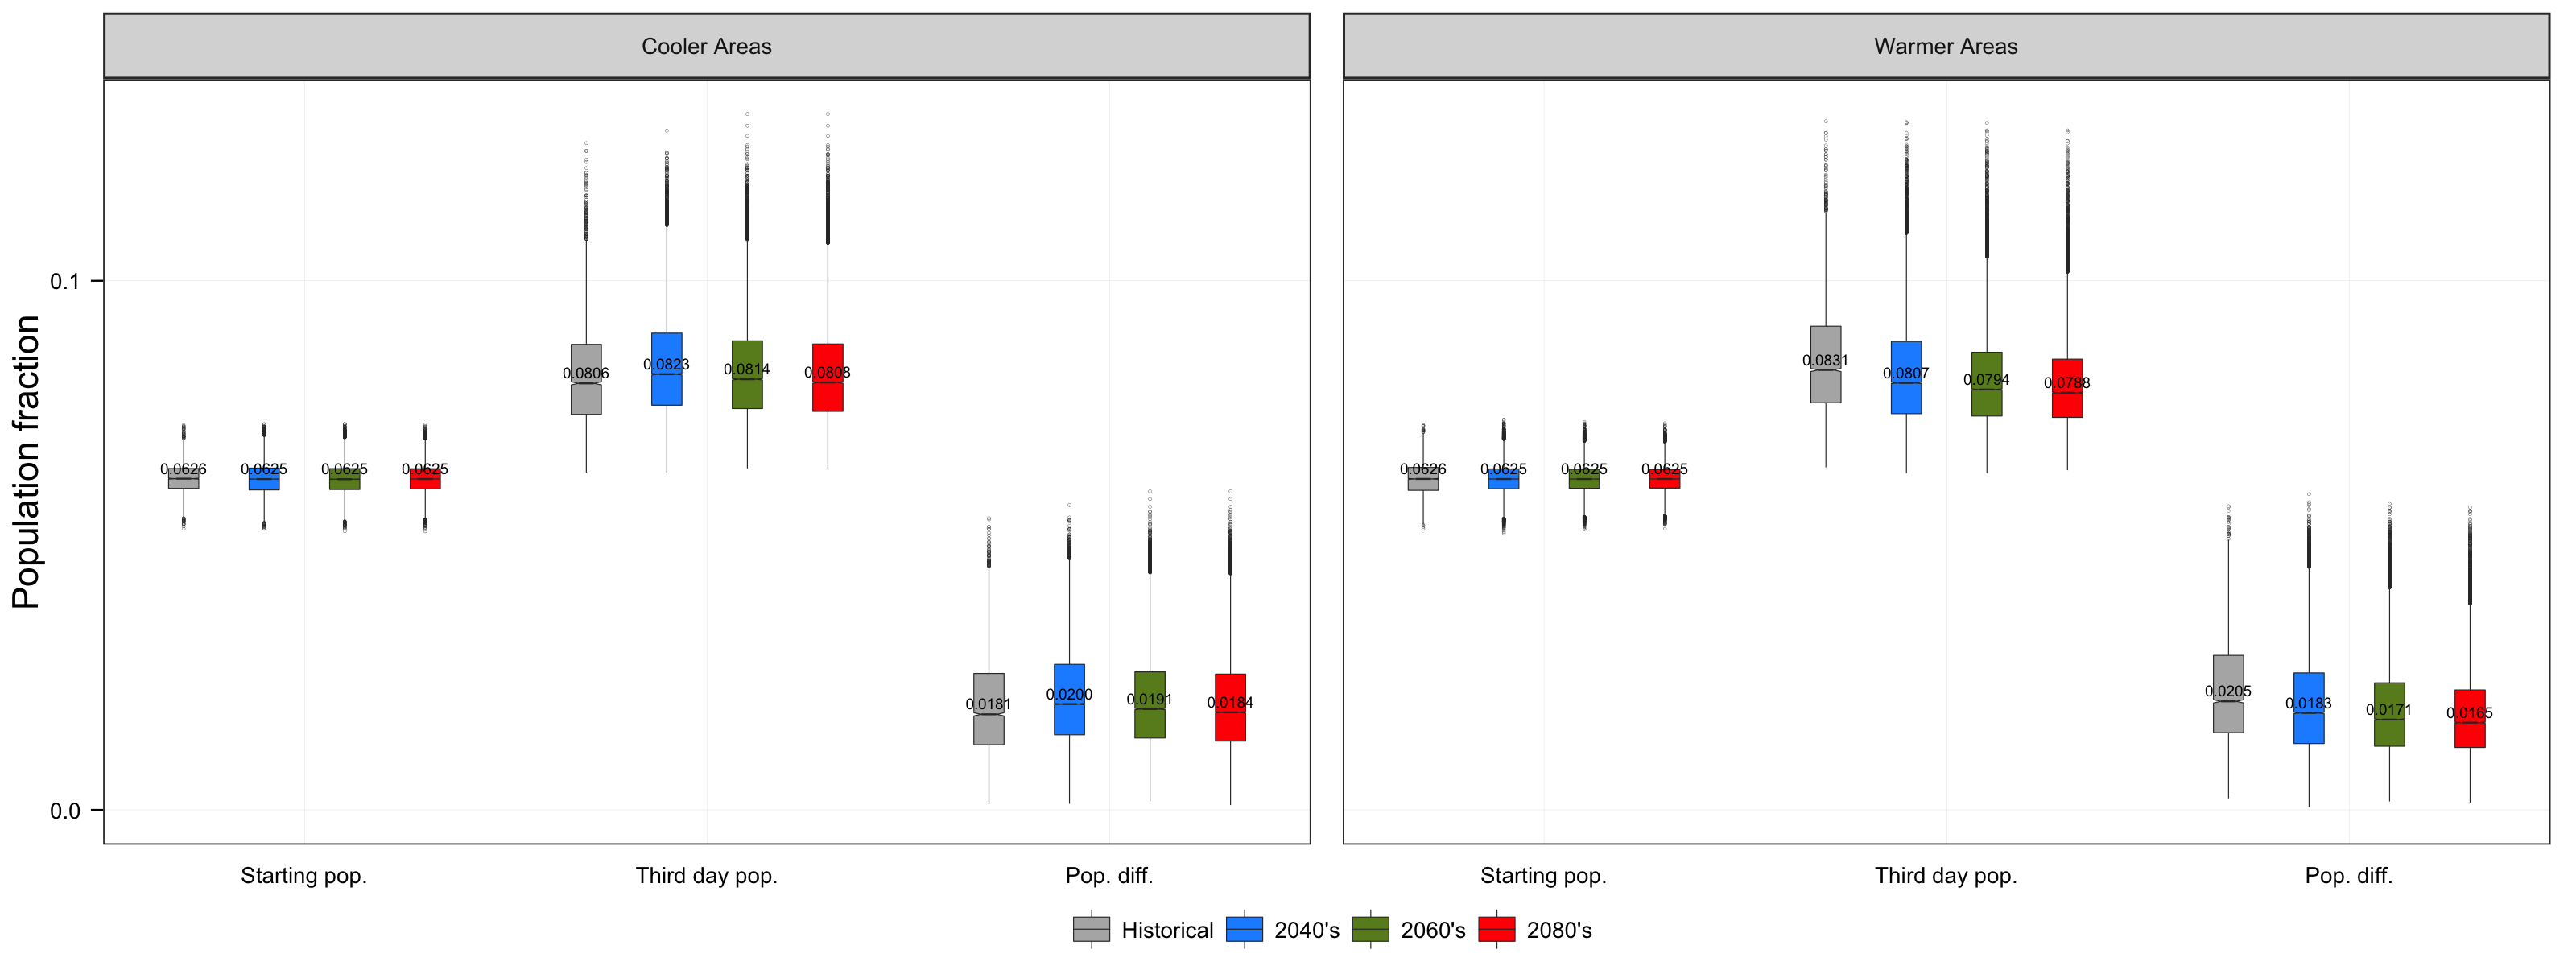 Cooler Areas
Warmer Areas
Population fraction
0.1
0.0
0.0626
0.0625
0.0625
0.0625
0.0806
0.0823
0.0814
0.0808
0.0181
0.0200
0.0191
0.0184
0.0626
0.0625
0.0625
0.0625
0.0831
0.0807
0.0794
0.0788
0.0205
0.0183
0.0171
0.0165
Starting pop.
Third day pop.
Pop. diff.
Starting pop.
Third day pop.
Pop. diff.
Historical
2040's
2060's
2080's